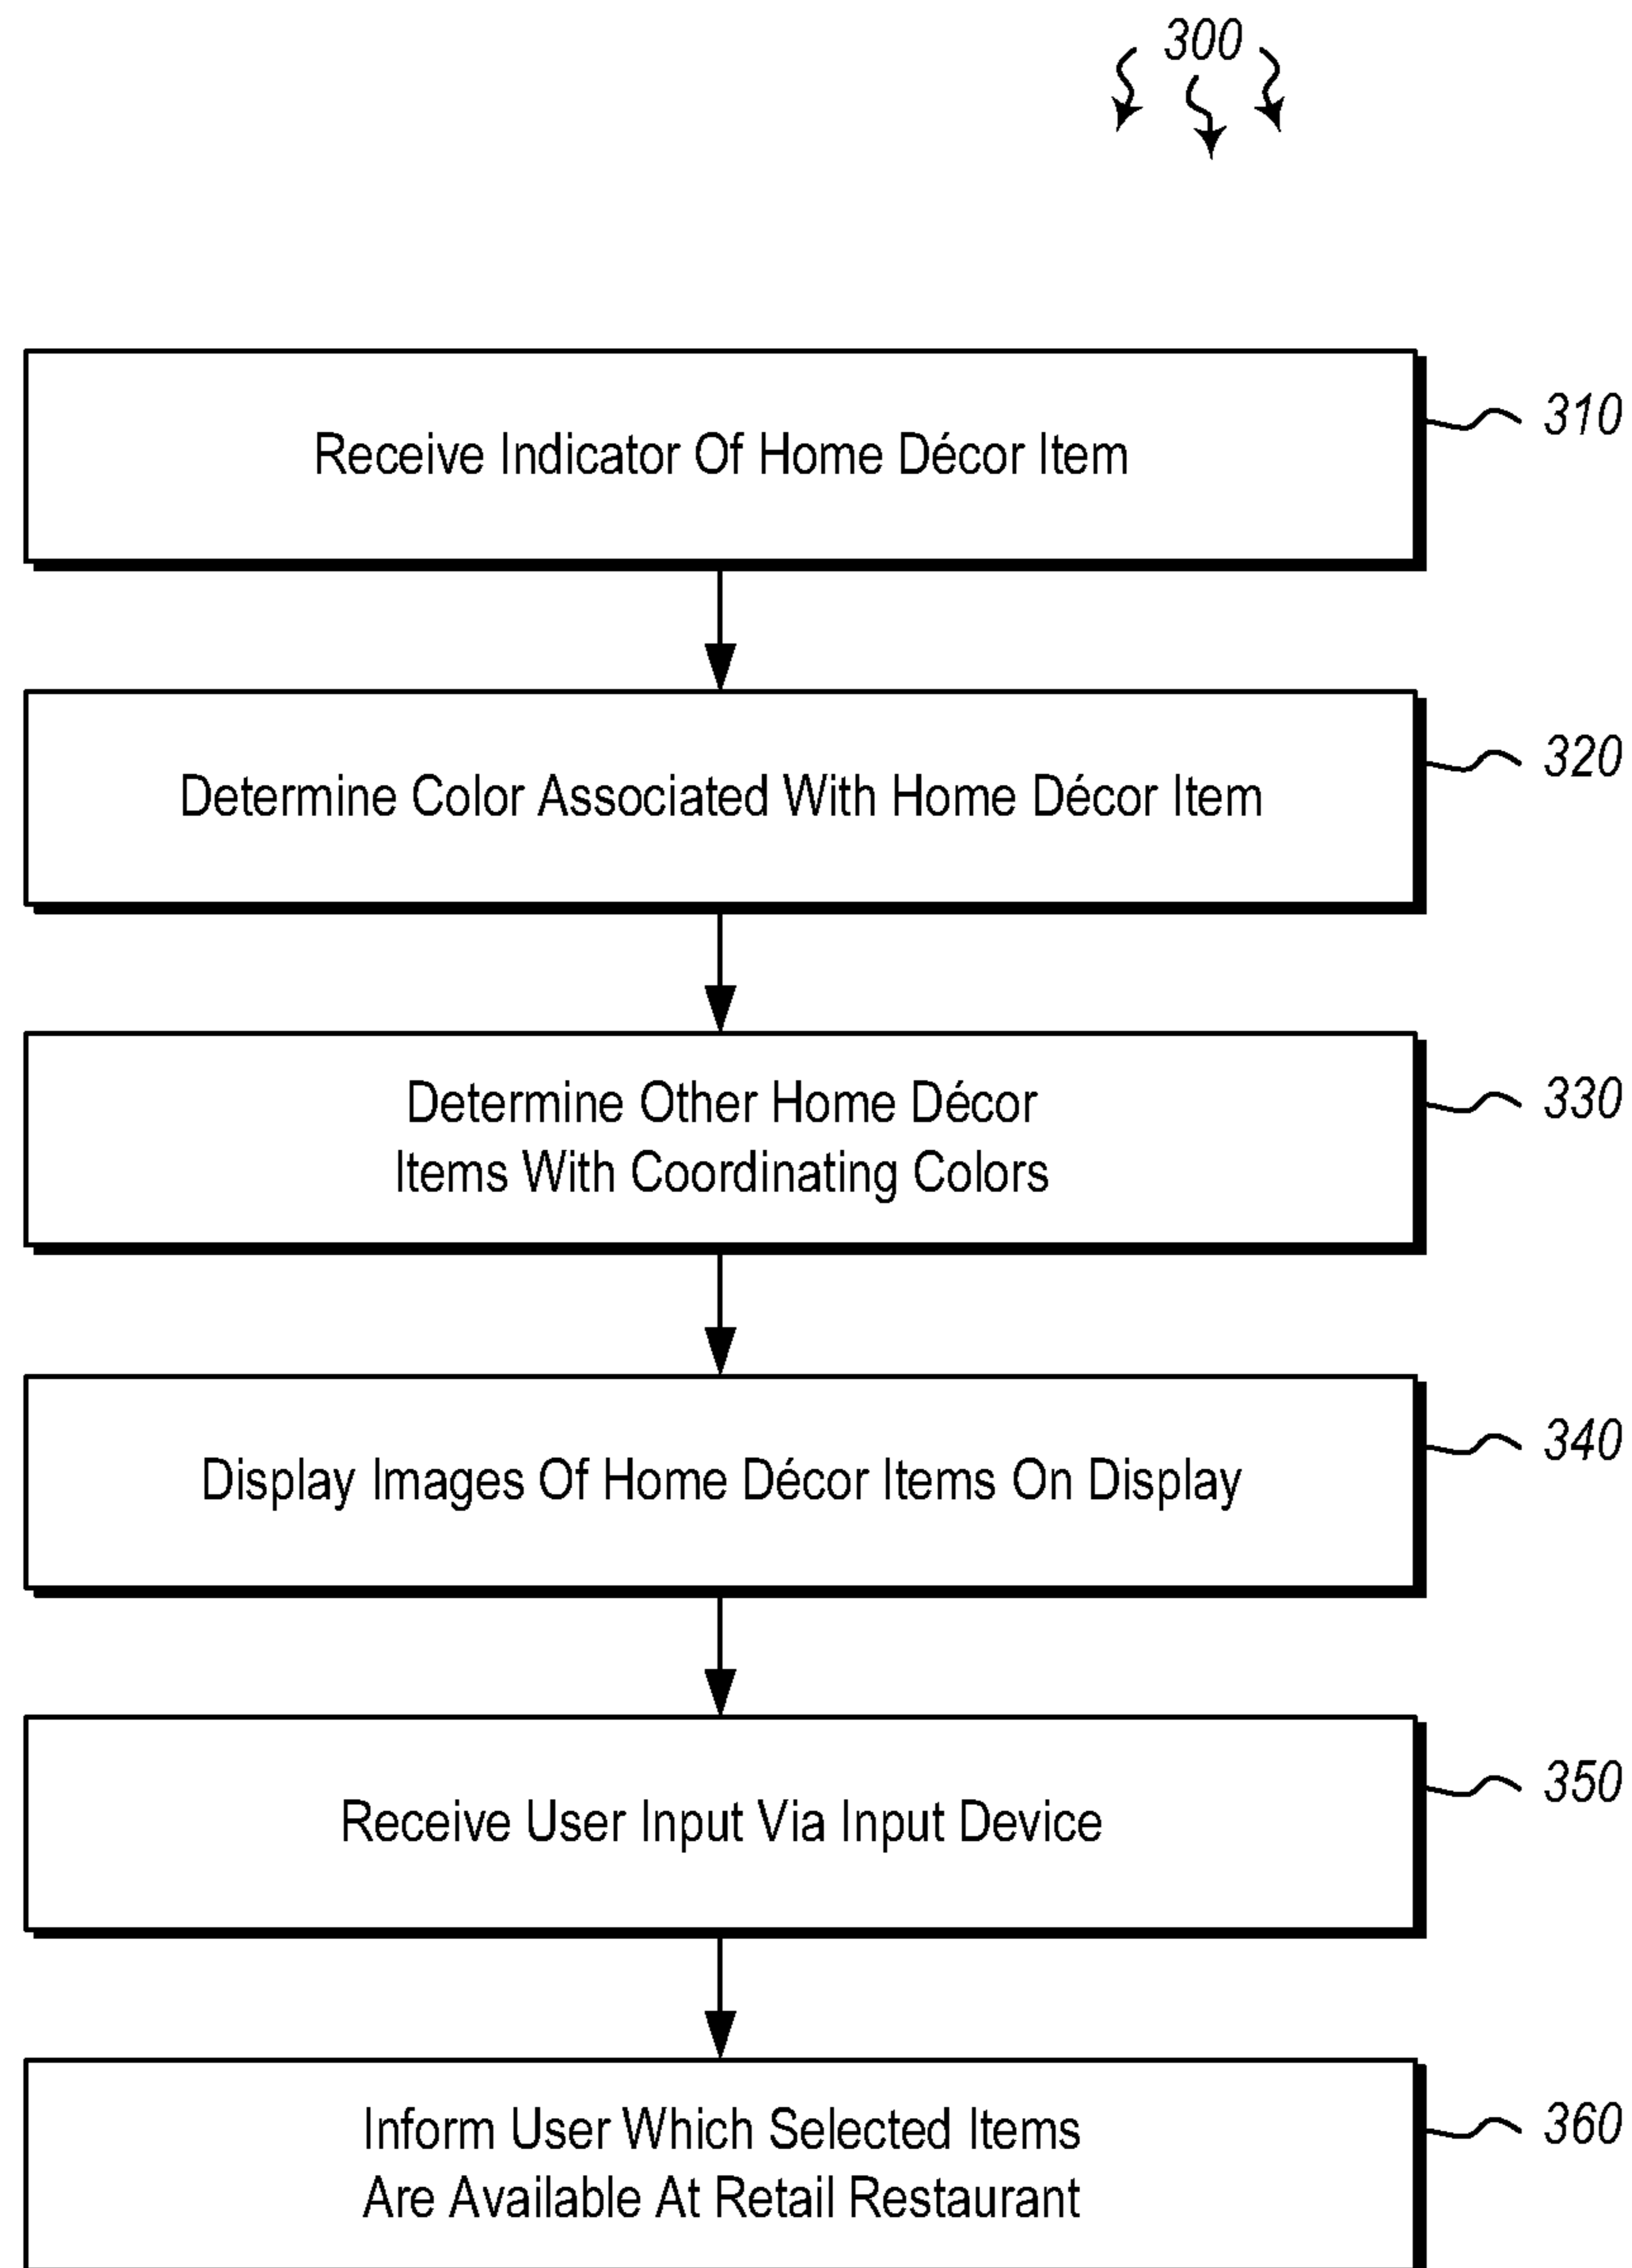 300
Receive Indicator Of Home Décor Item
310
Determine Color Associated With Home Décor Item
320
Determine Other Home Décor
Items With Coordinating Colors
330
Display Images Of Home Décor Items On Display
340
Receive User Input Via Input Device
350
Inform User Which Selected Items
Are Available At Retail Restaurant
360